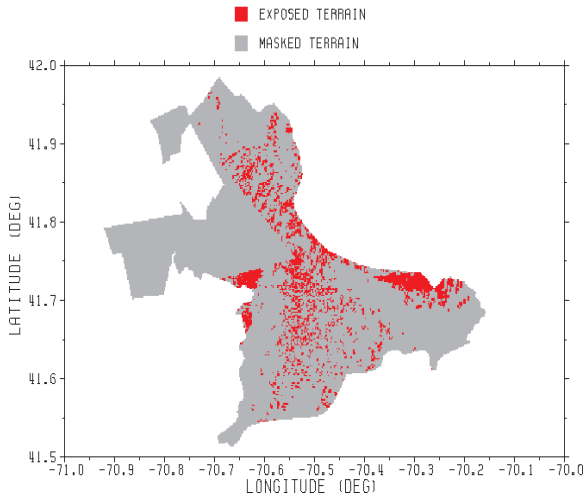 EXPOSED TERRAIN
MASKED TERRAIN
42.0
41.9
41.8
41.7
41.6
41.5
LATITUDE (DEG)
-71.0 -70.9 -70.8 -70.7 -70.6 -70.5 -70.4 -70.3 -70.2 -70.1 -70.0
LONGITUDE (DEG)